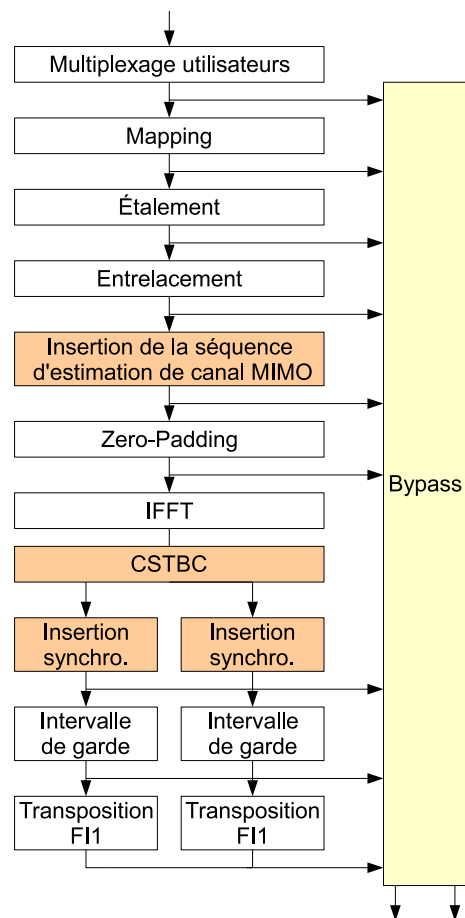 Multiplexage utilisateurs
Mapping
Étalement
Entrelacement
Insertion de la séquence
d'estimation de canal MIMO
Zero-Padding
Bypass
IFFT
CSTBC
Insertion
synchro.
Insertion
synchro.
Intervalle
de garde
Intervalle
de garde
Transposition
FI1
Transposition
FI1